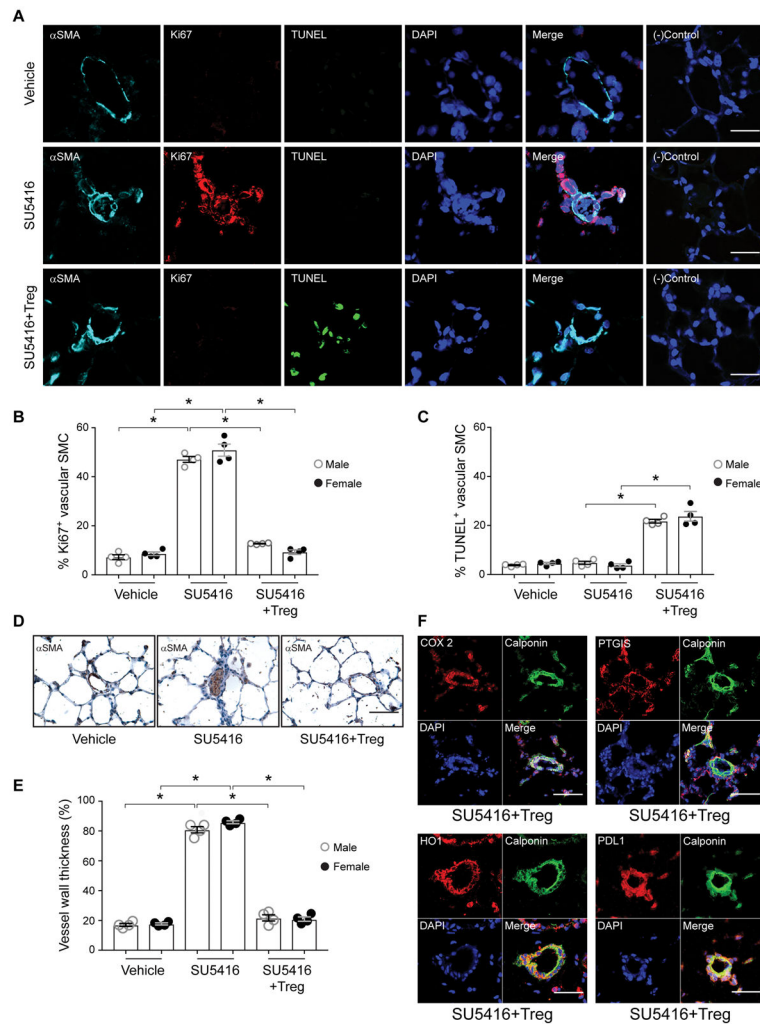 A
αSMA Ki67 TUNEL DAPI Merge (-)Control
Vehicle
αSMA Ki67 TUNEL DAPI Merge (-)Control
SU5416
αSMA Ki67 TUNEL DAPI Merge (-)Control
SU5416+Treg
B
% Ki67+ vascular SMC
60
40
20
0
* *
* *
Male
Female
Vehicle SU5416 SU5416
+Treg
C
% TUNEL+ vascular SMC
60
40
20
0
*
*
Male
Female
Vehicle SU5416 SU5416
+Treg
D
αSMA αSMA αSMA
Vehicle SU5416 SU5416+Treg
E
Vessel wall thickness (%)
100
80
60
40
20
0
* *
* *
Male
Female
Vehicle SU5416 SU5416
+Treg
F
COX 2 Calponin
DAPI Merge
SU5416+Treg
PTGIS Calponin
DAPI Merge
SU5416+Treg
HO1 Calponin
DAPI Merge
SU5416+Treg
PDL1 Calponin
DAPI Merge
SU5416+Treg